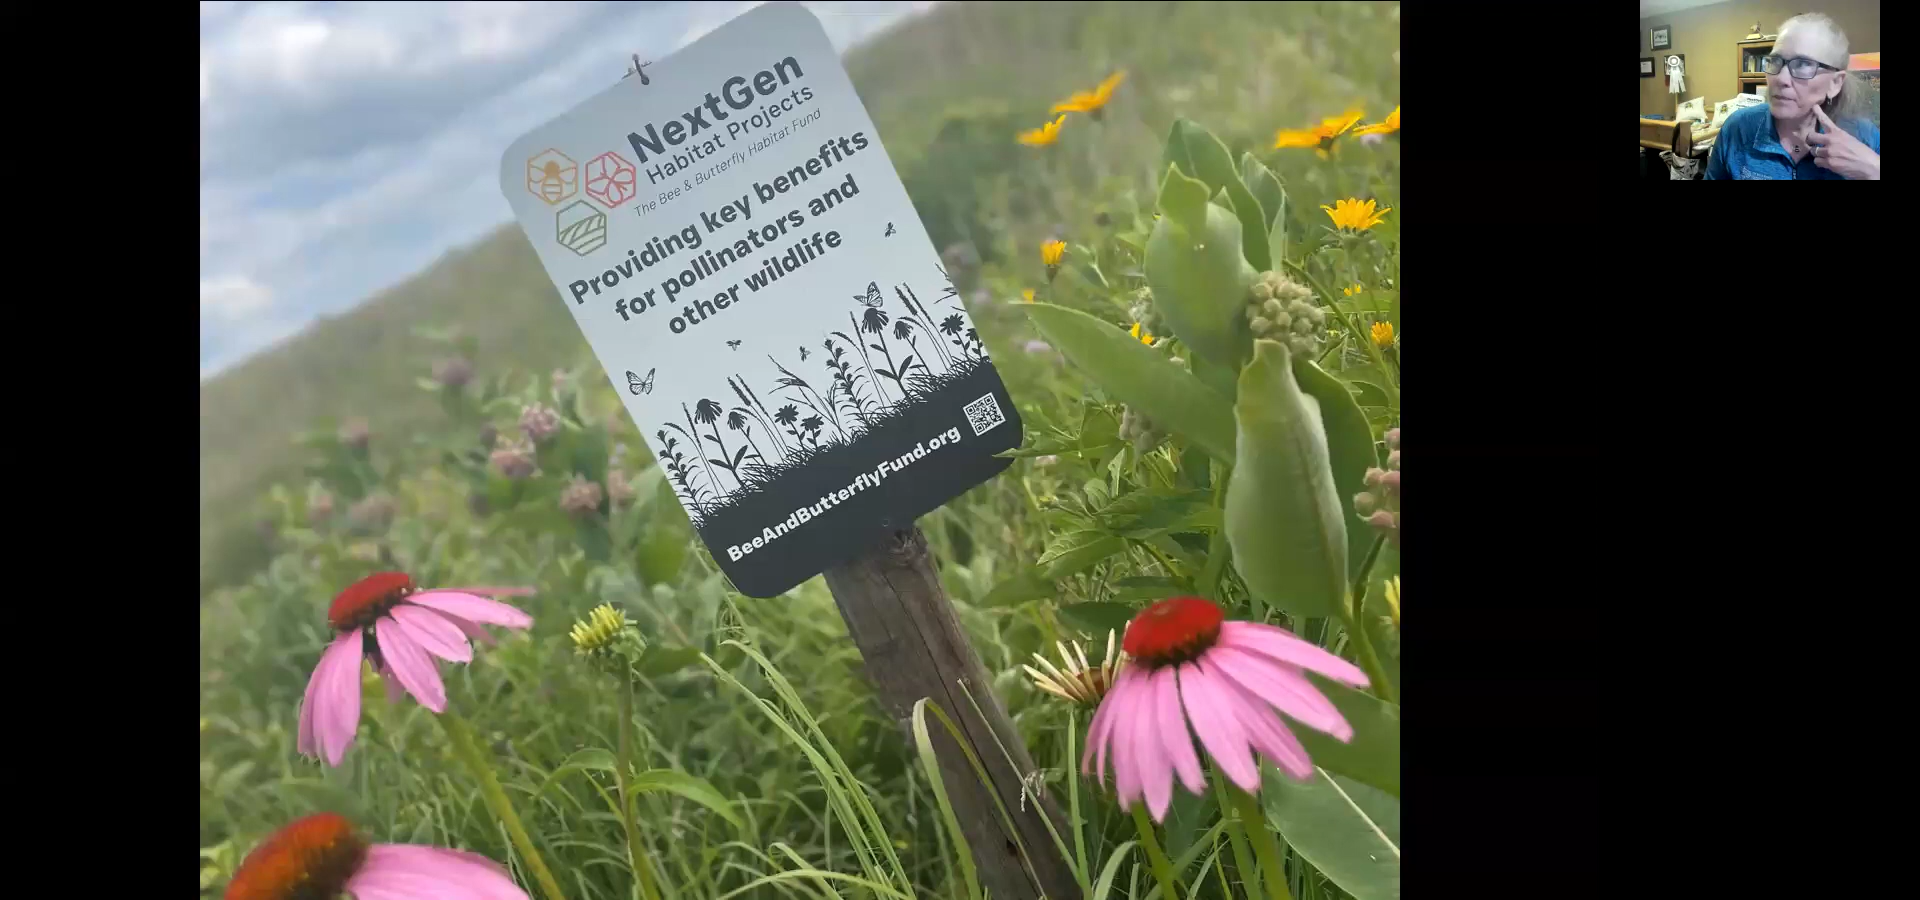 NextGen
Habitat Projects
The Bee & Butterfly Habitat Fund
Providing key benefits
for pollinators and
other wildlife
BeeAndButterflyFund.org